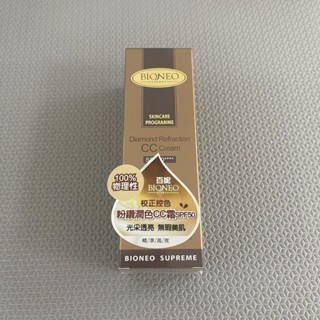 BIONEO
SKINCARE
PROGRAMME
Diamond Refraction
CC Cream
100%
物理性
百妮
BIONEO
校正控色
粉鑽潤色CC霜SPF50
光采透亮 無瑕美肌
BIONEO SUPREME